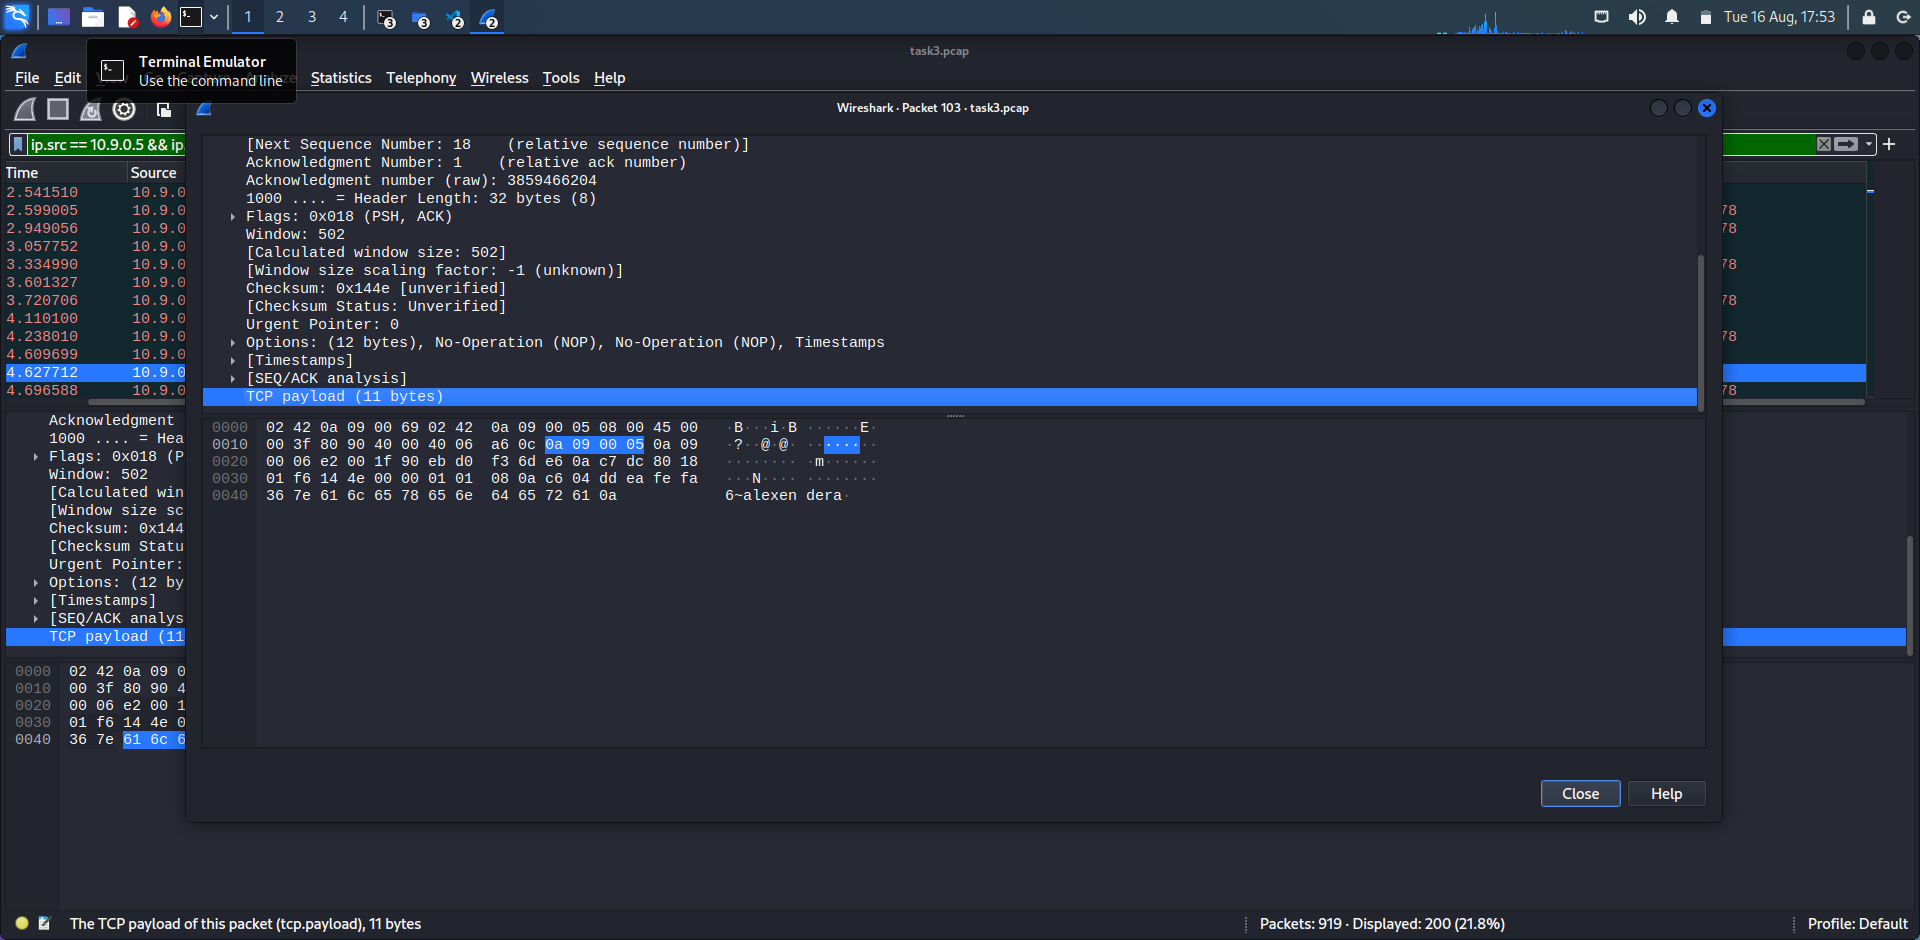 1 2 3 4 3 3 2 2 Tue 16 Aug, 17:53
task3.pcap
Terminal Emulator
Use the command line
File Edit Statistics Telephony Wireless Tools Help
Wireshark · Packet 103 · task3.pcap
ip.src == 10.9.0.5 && ip.
Time Source
2.541510 10.9.0
2.599005 10.9.0 78
2.949056 10.9.0 78
3.057752 10.9.0
3.334990 10.9.0 78
3.601327 10.9.0
3.720706 10.9.0 78
4.110100 10.9.0
4.238010 10.9.0 78
4.609699 10.9.0
4.627712 10.9.0
4.696588 10.9.0 78
Acknowledgment
1000 .... = Hea
Flags: 0x018 (P
Window: 502
[Calculated win
[Window size sc
Checksum: 0x144
[Checksum Statu
Urgent Pointer:
Options: (12 by
[Timestamps]
[SEQ/ACK analys
TCP payload (11
0000 02 42 0a 09 0
0010 00 3f 80 90 4
0020 00 06 e2 00 1
0030 01 f6 14 4e 0
0040 36 7e 61 6c 6
[Next Sequence Number: 18 (relative sequence number)]
Acknowledgment Number: 1 (relative ack number)
Acknowledgment number (raw): 3859466204
1000 .... = Header Length: 32 bytes (8)
Flags: 0x018 (PSH, ACK)
Window: 502
[Calculated window size: 502]
[Window size scaling factor: -1 (unknown)]
Checksum: 0x144e [unverified]
[Checksum Status: Unverified]
Urgent Pointer: 0
Options: (12 bytes), No-Operation (NOP), No-Operation (NOP), Timestamps
[Timestamps]
[SEQ/ACK analysis]
TCP payload (11 bytes)
0000 02 42 0a 09 00 69 02 42 0a 09 00 05 08 00 45 00 ·B···i·B ······E·
0010 00 3f 80 90 40 00 40 06 a6 0c 0a 09 00 05 0a 09 ·?··@·@· ········
0020 00 06 e2 00 1f 90 eb d0 f3 6d e6 0a c7 dc 80 18 ········ ·m······
0030 01 f6 14 4e 00 00 01 01 08 0a c6 04 dd ea fe fa ···N···· ········
0040 36 7e 61 6c 65 78 65 6e 64 65 72 61 0a 6~alexen dera·
Close Help
The TCP payload of this packet (tcp.payload), 11 bytes Packets: 919 · Displayed: 200 (21.8%) Profile: Default